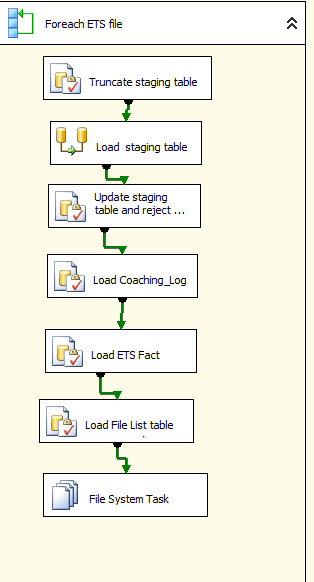 Foreach ETS file
Truncate staging table
Load staging table
Update staging
table and reject ...
Load Coaching_Log
Load ETS Fact
Load File List table
File System Task